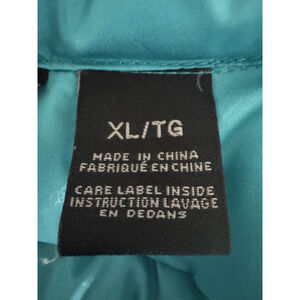 XL/TG
MADE IN CHINA
FABRIQUÉ EN CHINE
CARE LABEL INSIDE
INSTRUCTION LAVAGE
EN DEDANS